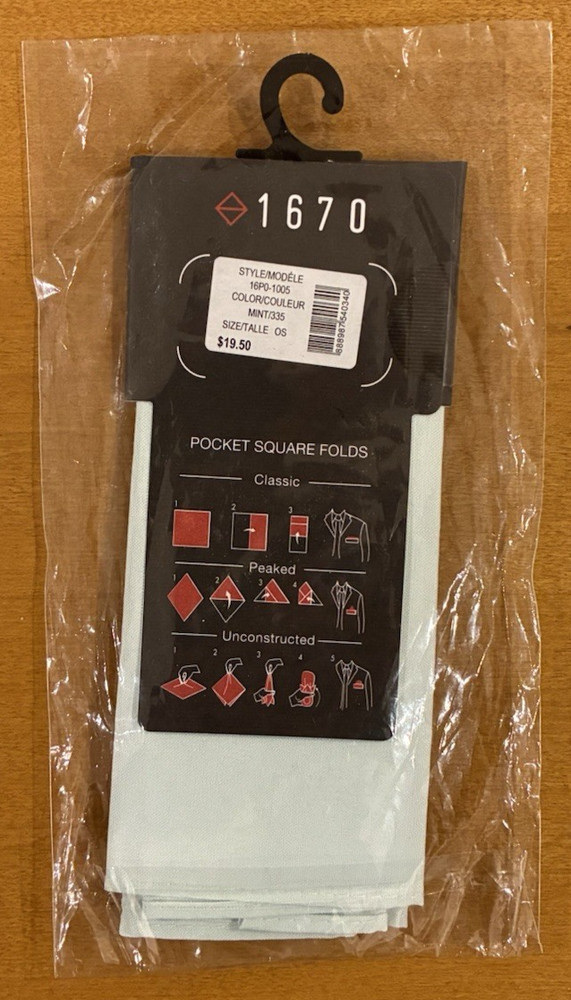 1670
STYLE/MODÈLE
16P0-1005
COLOR/COULEUR
MINT/335
SIZE/TALLE OS
$19.50
888987540340
POCKET SQUARE FOLDS
Classic
1 2 3
Peaked
1 2 3 4
Unconstructed
1 2 3 4 5